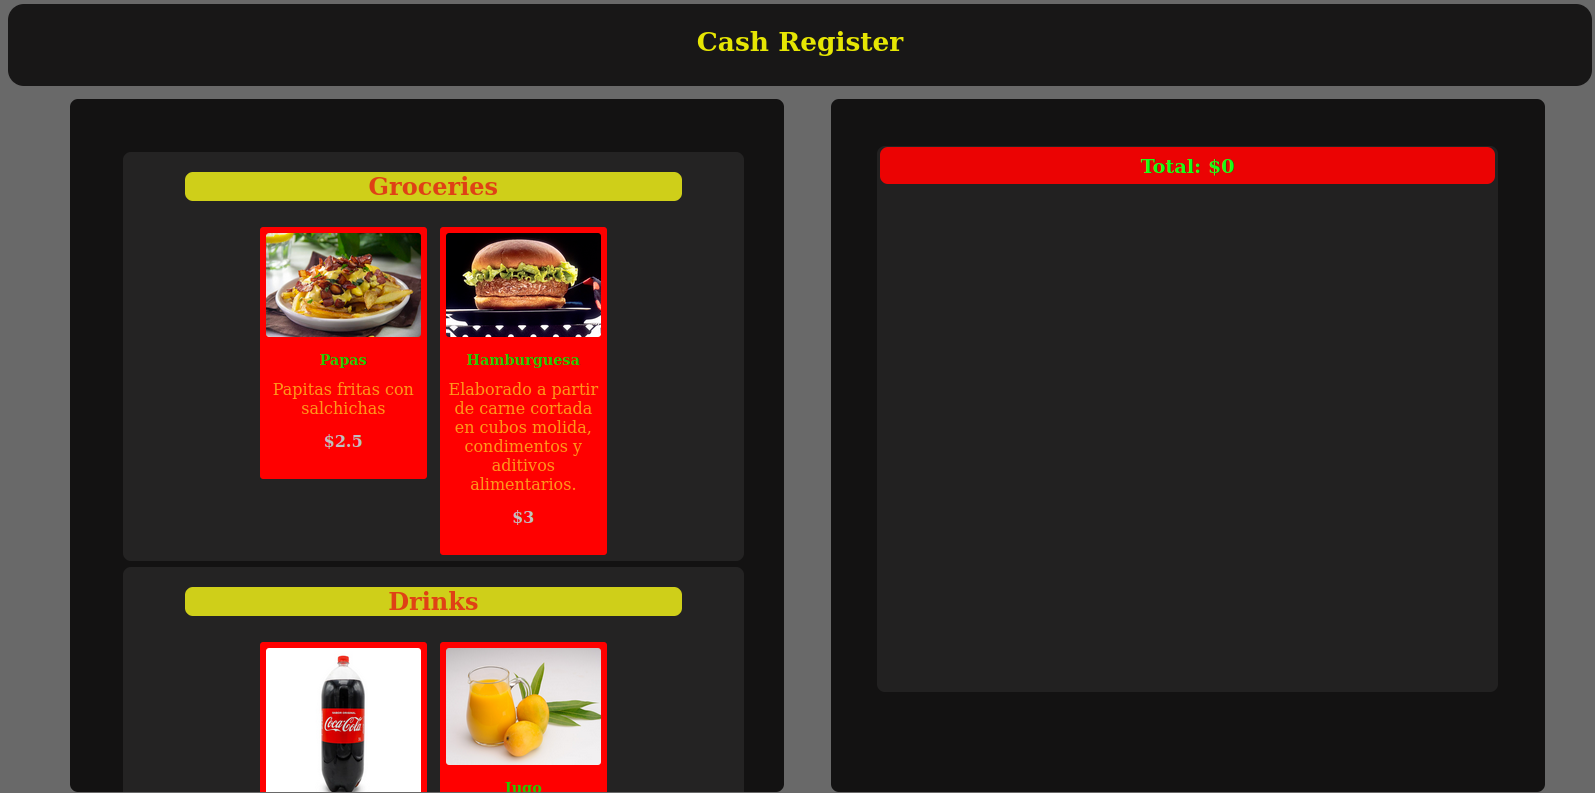 Cash Register
Groceries
Papas
Papitas fritas con
salchichas
$2.5
Hamburguesa
Elaborado a partir
de carne cortada
en cubos molida,
condimentos y
aditivos
alimentarios.
$3
Drinks
Coca-Cola
Jugo
Total: $0